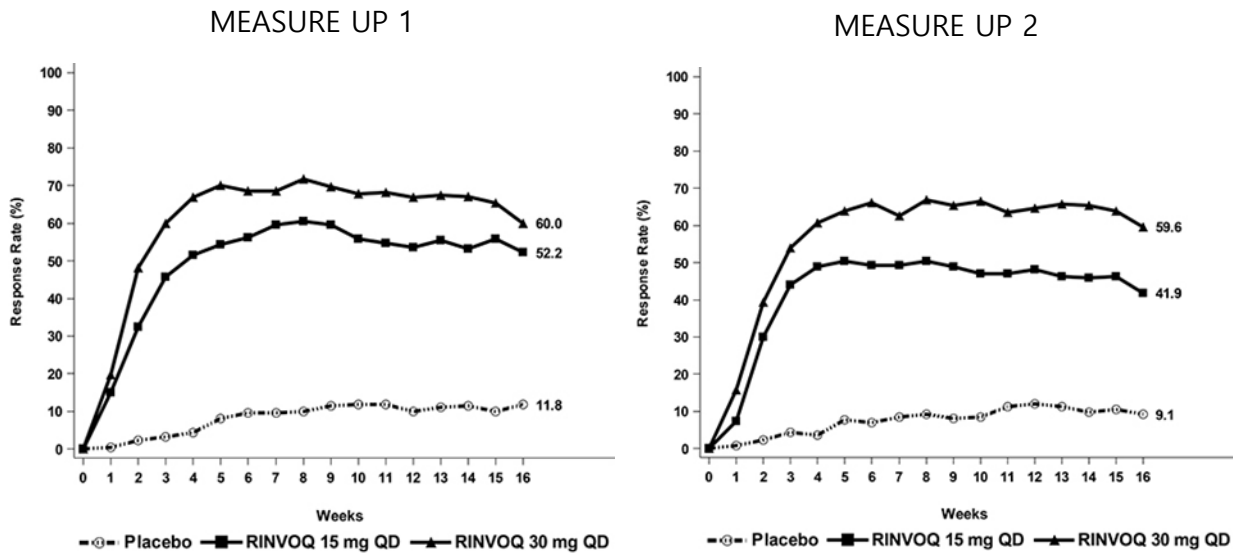 MEASURE UP 1
100
90
80
70
60
50
40
30
20
10
0
Response Rate (%)
60.0
52.2
11.8
0 1 2 3 4 5 6 7 8 9 10 11 12 13 14 15 16
Weeks
Placebo RINVOQ 15 mg QD RINVOQ 30 mg QD
MEASURE UP 2
100
90
80
70
60
50
40
30
20
10
0
Response Rate (%)
59.6
41.9
9.1
0 1 2 3 4 5 6 7 8 9 10 11 12 13 14 15 16
Weeks
Placebo RINVOQ 15 mg QD RINVOQ 30 mg QD